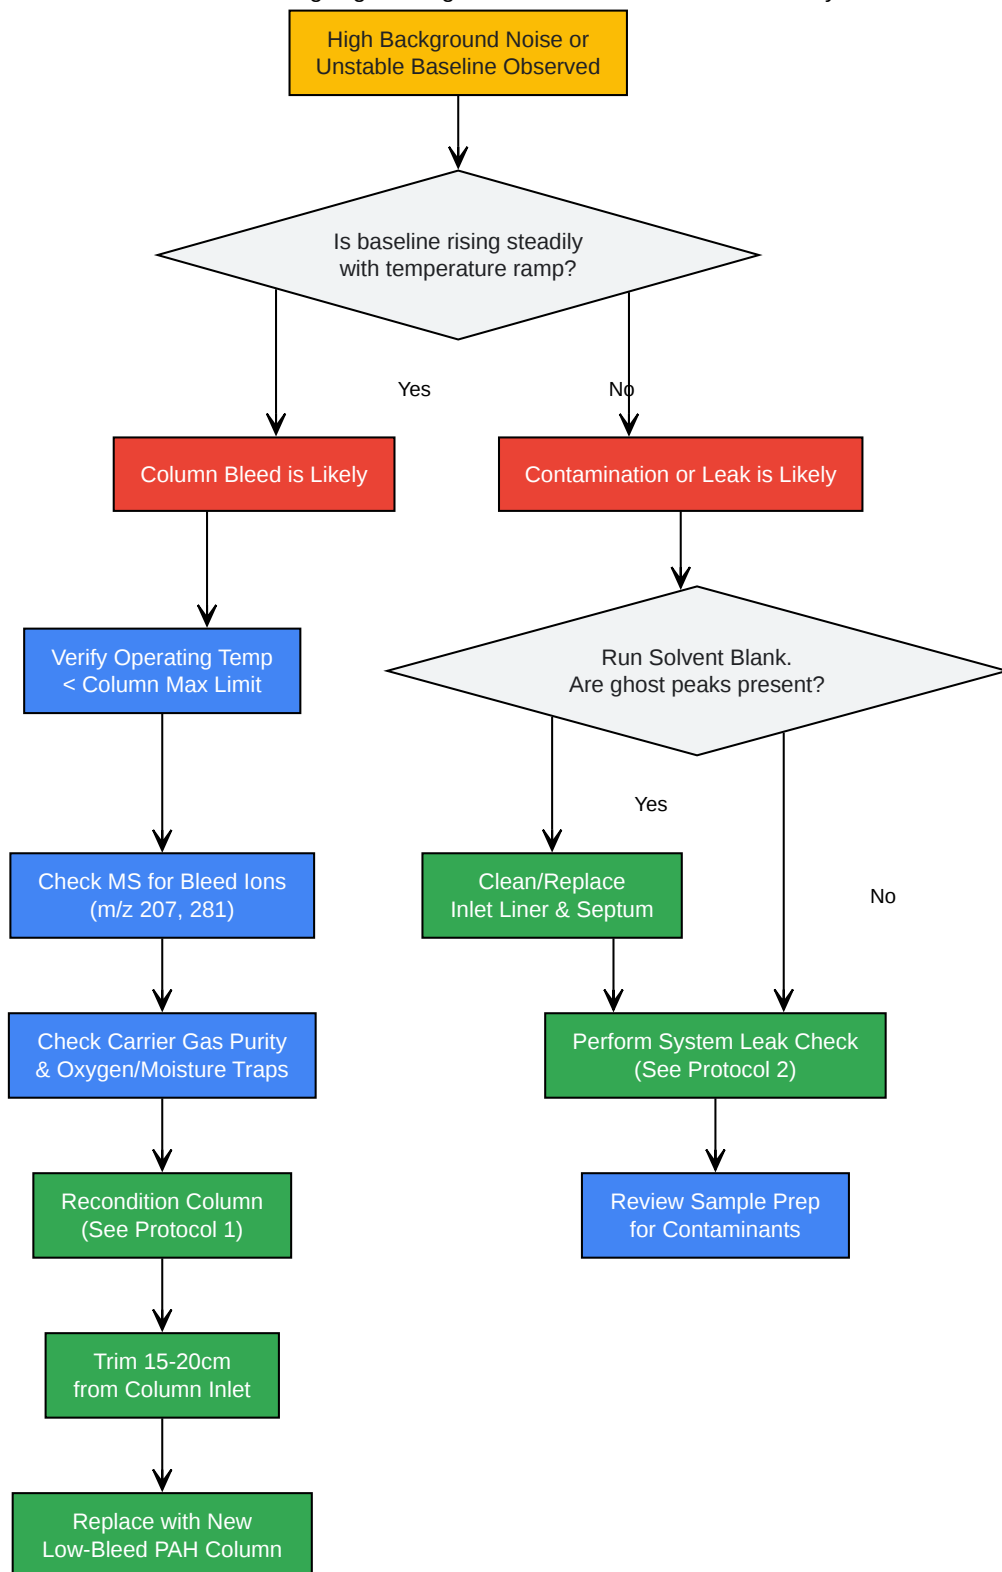 High Background Noise or
Unstable Baseline Observed
Is baseline rising steadily
with temperature ramp?
Yes
No
Column Bleed is Likely
Contamination or Leak is Likely
Verify Operating Temp
< Column Max Limit
Run Solvent Blank.
Are ghost peaks present?
Yes
No
Check MS for Bleed Ions
(m/z 207, 281)
Clean/Replace
Inlet Liner & Septum
Check Carrier Gas Purity
& Oxygen/Moisture Traps
Perform System Leak Check
(See Protocol 2)
Recondition Column
(See Protocol 1)
Review Sample Prep
for Contaminants
Trim 15-20cm
from Column Inlet
Replace with New
Low-Bleed PAH Column